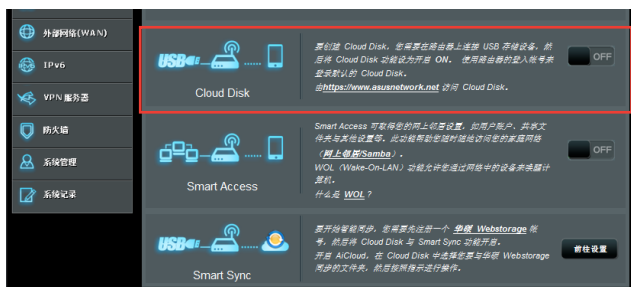 外部网络(WAN)
IPv6
VPN 服务器
防火墙
系统管理
系统记录
USB
Cloud Disk
要创建 Cloud Disk, 您需要在路由器上连接 USB 存储设备, 然
后将 Cloud Disk 功能设为开启 ON。 使用路由器的登入帐号来
登录默认的 Cloud Disk.
由https://www.asusnetwork.net 访问 Cloud Disk.
OFF
Smart Access
Smart Access 可取得您的网上邻居设置, 如用户账户、共享文
件夹与其他设置等。此功能帮助您随时随地访问您的家庭网络
(网上邻居/Samba)。
WOL (Wake-On-LAN) 功能允许您通过网络中的设备来唤醒计
算机。
什么是 WOL?
OFF
USB
Smart Sync
要开始智能同步, 您需要先注册一个 华硕 Webstorage 帐
号, 然后将 Cloud Disk 与 Smart Sync 功能开启。
开启 AiCloud, 在 Cloud Disk 中选择您要与华硕 Webstorage
同步的文件夹, 然后按照指示进行操作。
前往设置